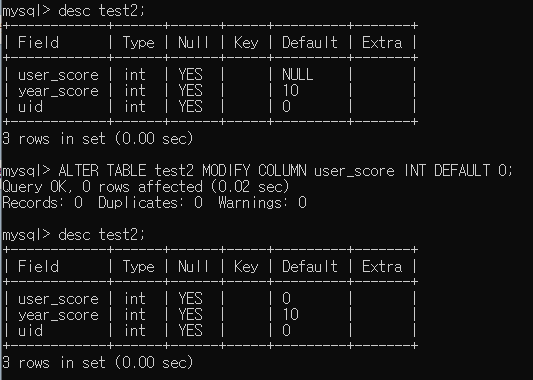 mysql> desc test2;
+------------+------+------+-----+---------+-------+
| Field      | Type | Null | Key | Default | Extra |
+------------+------+------+-----+---------+-------+
| user_score | int  | YES  |     | NULL    |       |
| year_score | int  | YES  |     | 10      |       |
| uid        | int  | YES  |     | 0       |       |
+------------+------+------+-----+---------+-------+
3 rows in set (0.00 sec)
mysql> ALTER TABLE test2 MODIFY COLUMN user_score INT DEFAULT 0;
Query OK, 0 rows affected (0.02 sec)
Records: 0  Duplicates: 0  Warnings: 0
mysql> desc test2;
+------------+------+------+-----+---------+-------+
| Field      | Type | Null | Key | Default | Extra |
+------------+------+------+-----+---------+-------+
| user_score | int  | YES  |     | 0       |       |
| year_score | int  | YES  |     | 10      |       |
| uid        | int  | YES  |     | 0       |       |
+------------+------+------+-----+---------+-------+
3 rows in set (0.00 sec)